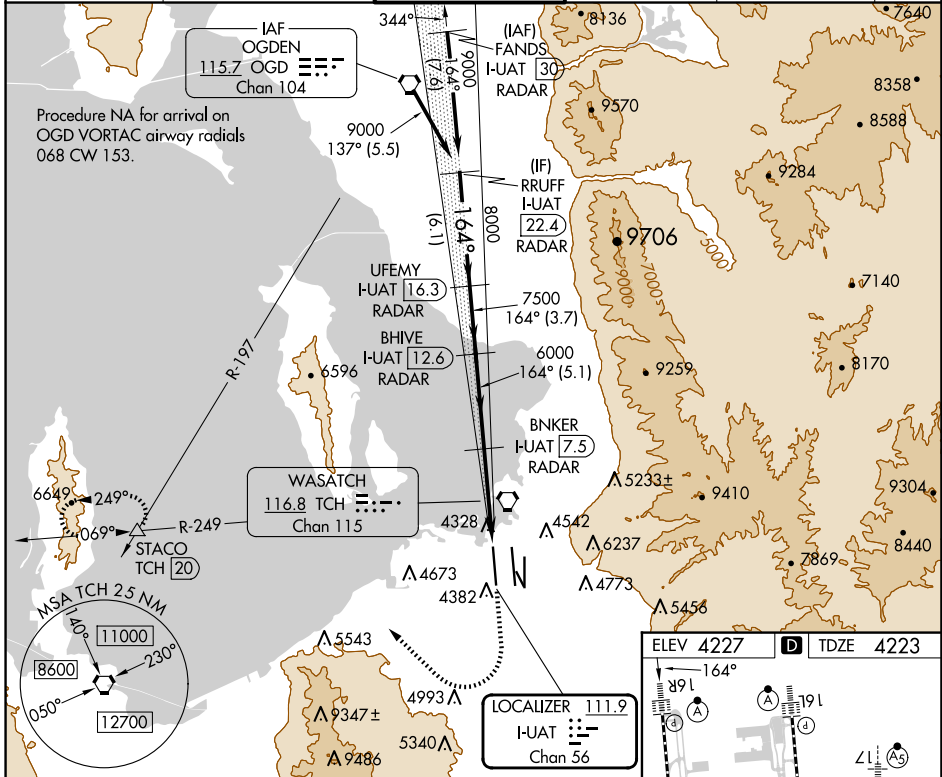 IAF
OGDEN
115.7 OGD
Chan 104
Procedure NA for arrival on
OGD VORTAC airway radials
068 CW 153.
344°
9000
164°
(7.6)
(IAF)
FANDS
I-UAT 30
RADAR
9000
137° (5.5)
(IF)
RRUFF
I-UAT
22.4
RADAR
164°
8000
(6.1)
UFEMY
I-UAT 16.3
RADAR
7500
164° (3.7)
BHIVE
I-UAT 12.6
RADAR
6000
164° (5.1)
BNKER
I-UAT 7.5
RADAR
R-197
WASATCH
116.8 TCH
Chan 115
R-249
249°
069°
STACO
TCH 20
8136
7640
8358
8588
9570
9284
9706
5000
7000
9000
7140
8170
9259
6596
6649
5233±
9410
9304
4328
4542
6237
8440
7869
4673
4382
4773
5456
5543
4993
9347±
5340
9486
MSA TCH 25 NM
140°
11000
230°
8600
050°
12700
LOCALIZER 111.9
I-UAT
Chan 56
ELEV 4227
D
TDZE 4223
164°
16R
A
P
A
16L
P
17
A5